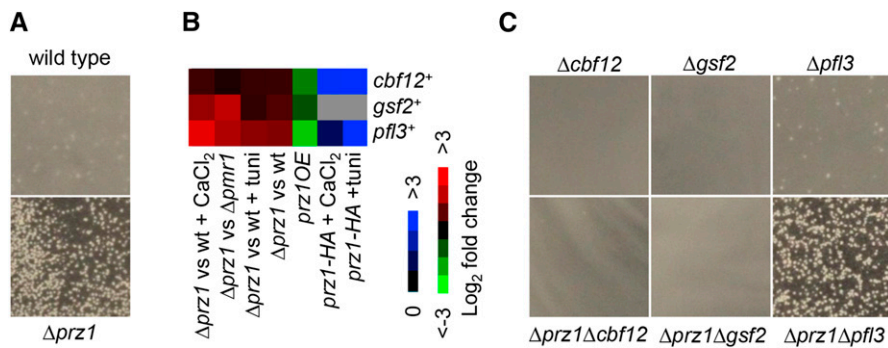 A
wild type
Δprz1
B
cbf12⁺
gsf2⁺
pfl3⁺
Δprz1 vs wt + CaCl₂
Δprz1 vs Δpmr1
Δprz1 vs wt + tuni
Δprz1 vs wt
prz1OE
prz1-HA + CaCl₂
prz1-HA +tuni
0 >3
<-3 >3
Log₂ fold change
C
Δcbf12 Δgsf2 Δpfl3
Δprz1Δcbf12 Δprz1Δgsf2 Δprz1Δpfl3